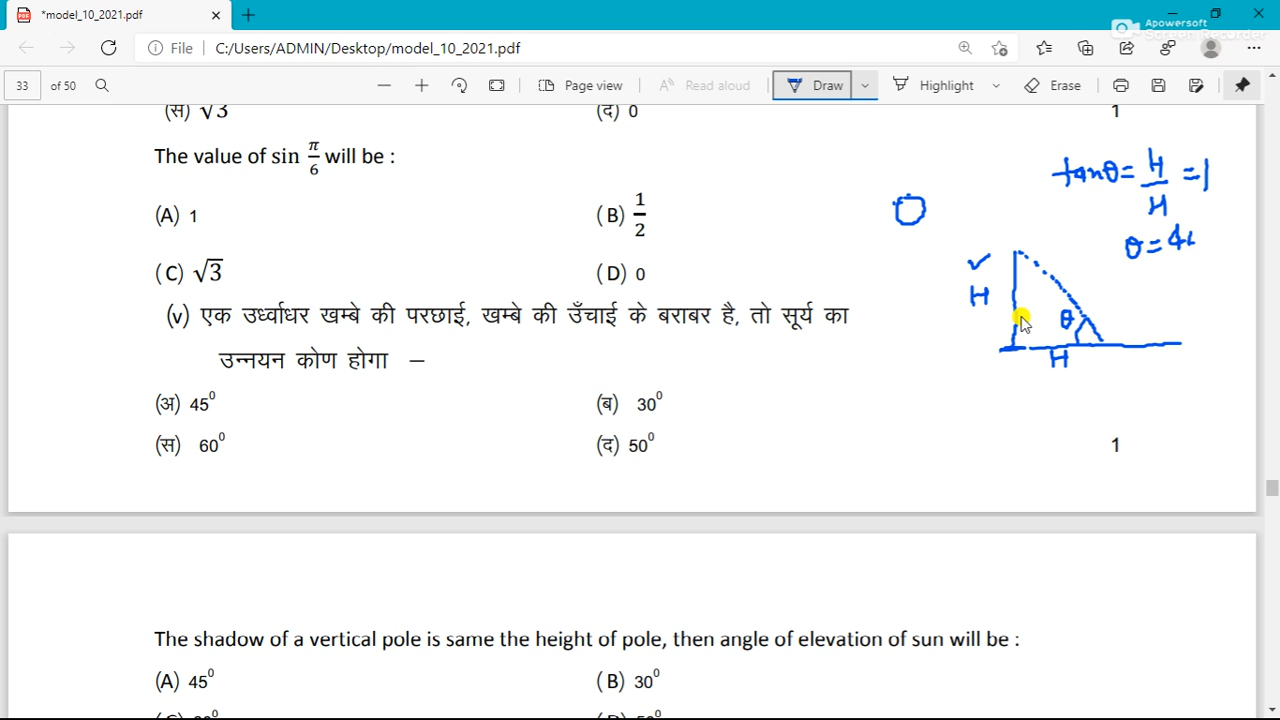 *model_10_2021.pdf
Apowersoft
Screen Recorder
File C:/Users/ADMIN/Desktop/model_10_2021.pdf
33 of 50 Page view Read aloud Draw Highlight Erase
(स) √3 (द) 0 1
The value of sin π/6 will be :
(A) 1 (B) 1/2
(C) √3 (D) 0
tanθ = H/H = 1
θ = 4
H
θ
H
(v) एक उर्ध्वाधर खम्बे की परछाई, खम्बे की उँचाई के बराबर है, तो सूर्य का
उन्नयन कोण होगा –
(अ) 45⁰ (ब) 30⁰
(स) 60⁰ (द) 50⁰ 1
The shadow of a vertical pole is same the height of pole, then angle of elevation of sun will be :
(A) 45⁰ (B) 30⁰